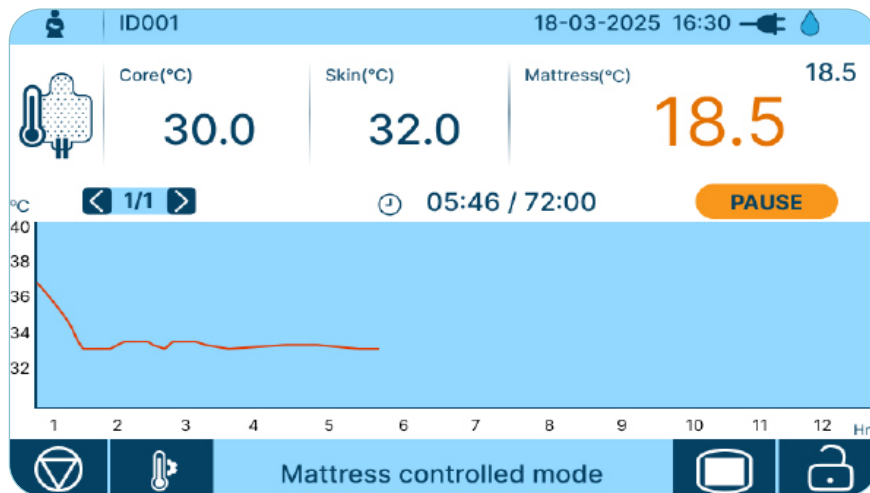 ID001 18-03-2025 16:30
Core(°C) Skin(°C) Mattress(°C) 18.5
30.0 32.0 18.5
1/1 05:46 / 72:00 PAUSE
°C
40
38
36
34
32
1 2 3 4 5 6 7 8 9 10 11 12 Hr
Mattress controlled mode